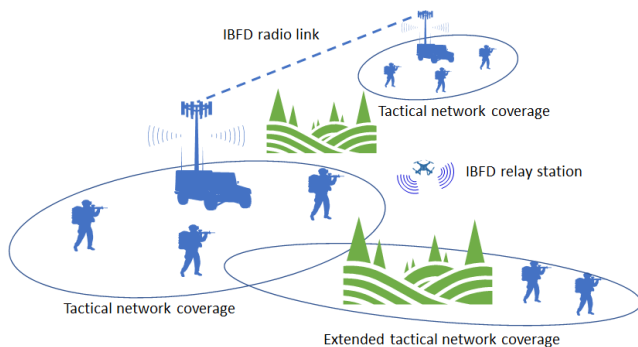 IBFD radio link
Tactical network coverage
IBFD relay station
Tactical network coverage
Extended tactical network coverage